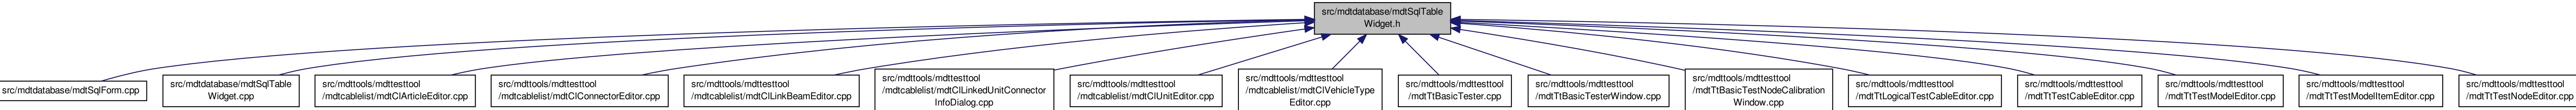 src/mdtdatabase/mdtSqlTable
Widget.h
src/mdtdatabase/mdtSqlForm.cpp
src/mdtdatabase/mdtSqlTable
Widget.cpp
src/mdttools/mdttesttool
/mdtcablelist/mdtClArticleEditor.cpp
src/mdttools/mdttesttool
/mdtcablelist/mdtClConnectorEditor.cpp
src/mdttools/mdttesttool
/mdtcablelist/mdtClLinkBeamEditor.cpp
src/mdttools/mdttesttool
/mdtcablelist/mdtClLinkedUnitConnector
InfoDialog.cpp
src/mdttools/mdttesttool
/mdtcablelist/mdtClUnitEditor.cpp
src/mdttools/mdttesttool
/mdtcablelist/mdtClVehicleType
Editor.cpp
src/mdttools/mdttesttool
/mdtTtBasicTester.cpp
src/mdttools/mdttesttool
/mdtTtBasicTesterWindow.cpp
src/mdttools/mdttesttool
/mdtTtBasicTestNodeCalibration
Window.cpp
src/mdttools/mdttesttool
/mdtTtLogicalTestCableEditor.cpp
src/mdttools/mdttesttool
/mdtTtTestCableEditor.cpp
src/mdttools/mdttesttool
/mdtTtTestModelEditor.cpp
src/mdttools/mdttesttool
/mdtTtTestModelItemEditor.cpp
src/mdttools/mdttesttool
/mdtTtTestNodeEditor.cpp